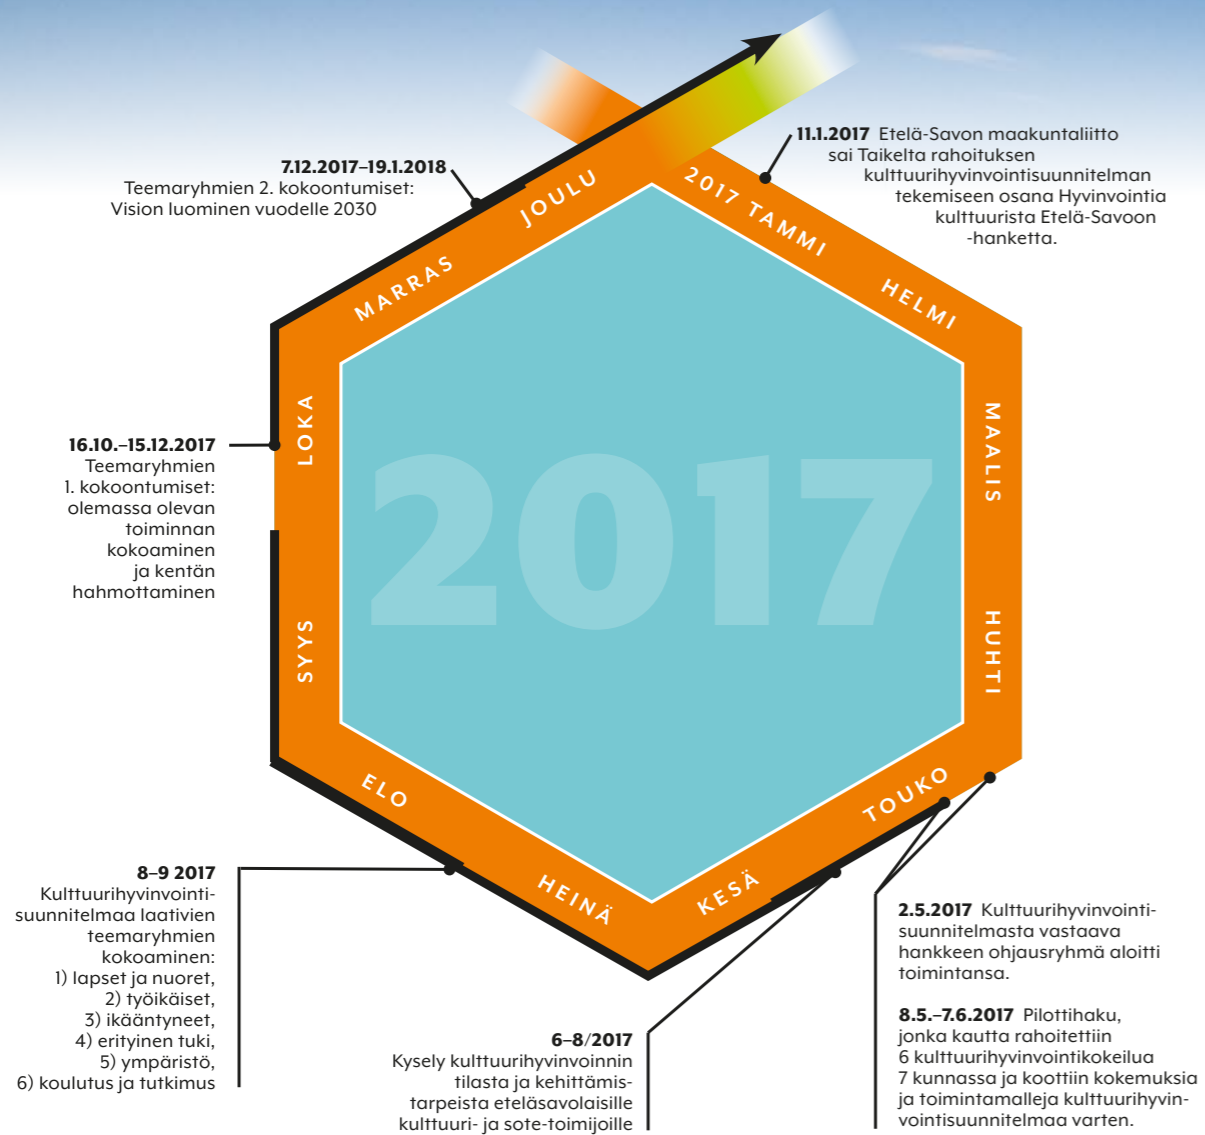 11.1.2017 Etelä-Savon maakuntaliitto
sai Taikelta rahoituksen
kulttuurihyvinvointisuunnitelman
tekemiseen osana Hyvinvointia
kulttuurista Etelä-Savoon
-hanketta.
2017 TAMMI
HELMI
MAALIS
HUHTI
TOUKO
KESÄ
HEINÄ
ELO
SYYS
LOKA
MARRAS
JOULU
2017
2.5.2017 Kulttuurihyvinvointi-
suunnitelmasta vastaava
hankkeen ohjausryhmä aloitti
toimintansa.
8.5.–7.6.2017 Pilottihaku,
jonka kautta rahoitettiin
6 kulttuurihyvinvointikokeilua
7 kunnassa ja koottiin kokemuksia
ja toimintamalleja kulttuurihyvin-
vointisuunnitelmaa varten.
6–8/2017
Kysely kulttuurihyvinvoinnin
tilasta ja kehittämis-
tarpeista eteläsavolaisille
kulttuuri- ja sote-toimijoille
8–9 2017
Kulttuurihyvinvointi-
suunnitelmaa laativien
teemaryhmien
kokoaminen:
1) lapset ja nuoret,
2) työikäiset,
3) ikääntyneet,
4) erityinen tuki,
5) ympäristö,
6) koulutus ja tutkimus
16.10.–15.12.2017
Teemaryhmien
1. kokoontumiset:
olemassa olevan
toiminnan
kokoaminen
ja kentän
hahmottaminen
7.12.2017–19.1.2018
Teemaryhmien 2. kokoontumiset:
Vision luominen vuodelle 2030